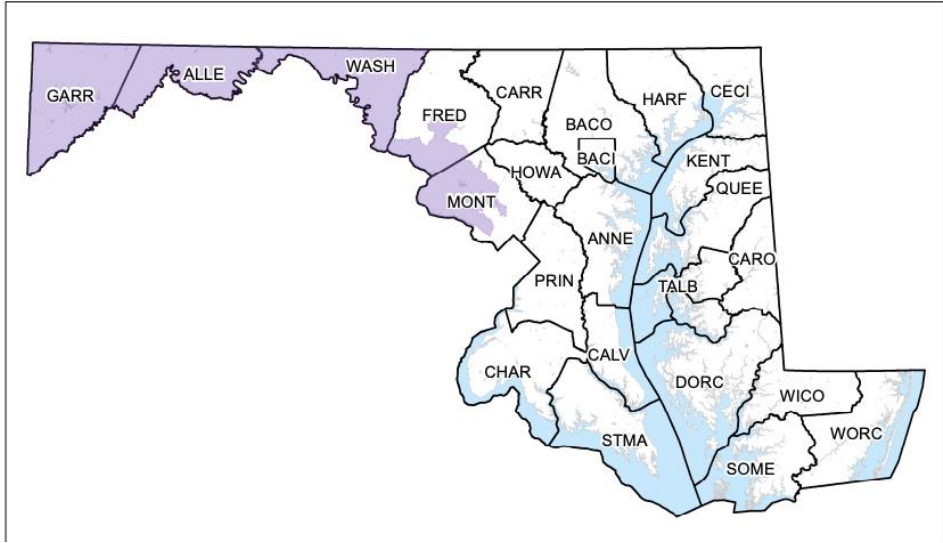 GARR
ALLE
WASH
FRED
CARR
BACO
BACI
HARF
CECI
KENT
QUEE
HOWA
MONT
ANNE
CARO
TALB
PRIN
CALV
CHAR
DORC
WICO
STMA
WORC
SOME